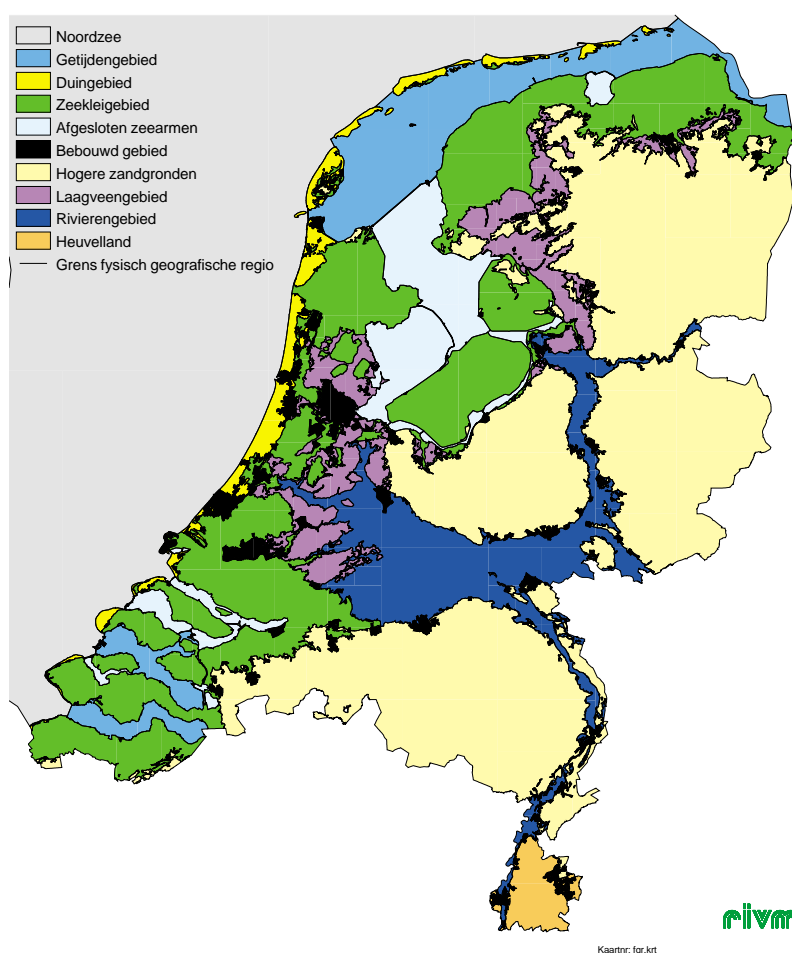 Noordzee
Getijdengebied
Duingebied
Zeekleigebied
Afgesloten zeearmen
Bebouwd gebied
Hogere zandgronden
Laagveengebied
Rivierengebied
Heuvelland
Grens fysisch geografische regio
rivm
Kaartnr: fgr.krt